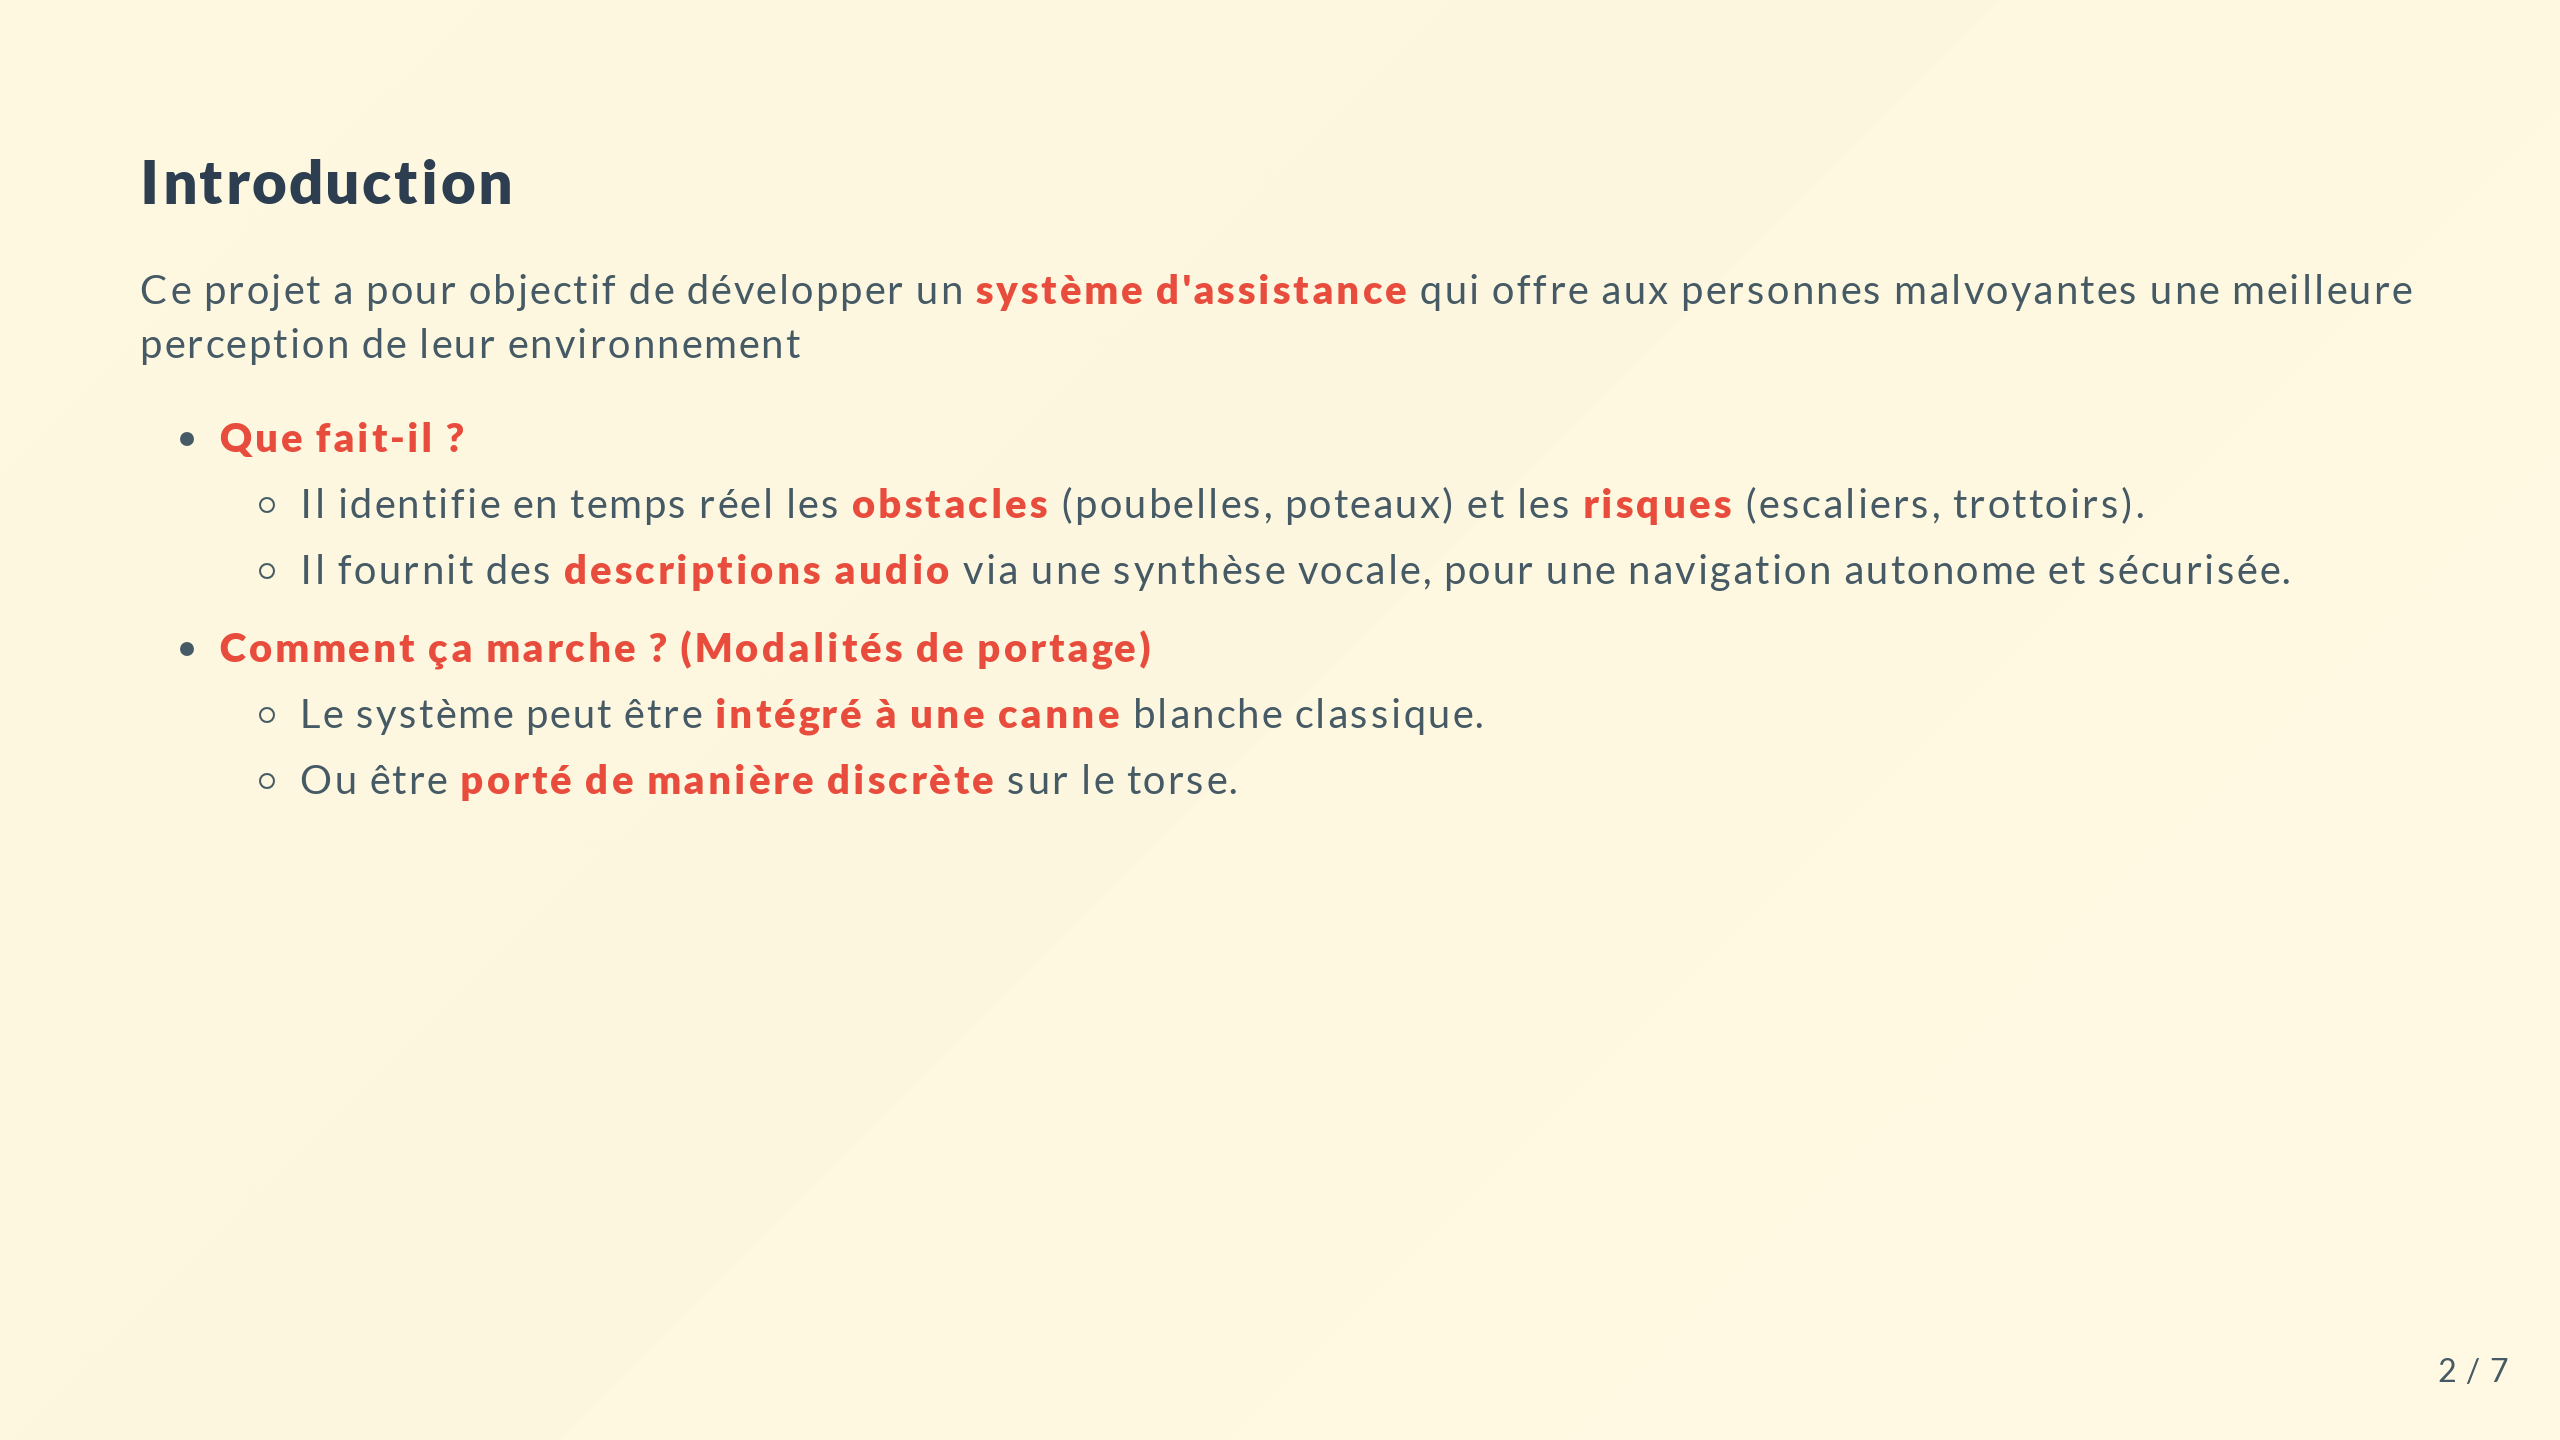 Introduction
Ce projet a pour objectif de développer un système d'assistance qui offre aux personnes malvoyantes une meilleure
perception de leur environnement
Que fait-il ?
Il identifie en temps réel les obstacles (poubelles, poteaux) et les risques (escaliers, trottoirs).
Il fournit des descriptions audio via une synthèse vocale, pour une navigation autonome et sécurisée.
Comment ça marche ? (Modalités de portage)
Le système peut être intégré à une canne blanche classique.
Ou être porté de manière discrète sur le torse.
2 / 7